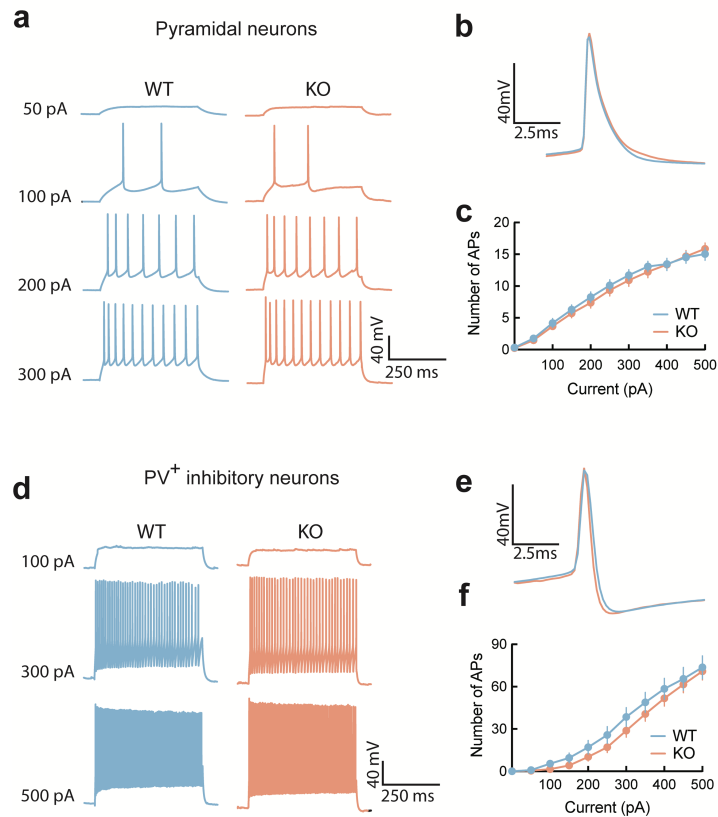 a
Pyramidal neurons
WT
KO
50 pA
100 pA
200 pA
300 pA
40 mV
250 ms
b
40mV
2.5ms
c
Number of APs
20
15
10
5
0
WT
KO
100 200 300 400 500
Current (pA)
d
PV+ inhibitory neurons
WT
KO
100 pA
300 pA
500 pA
40 mV
250 ms
e
40mV
2.5ms
f
Number of APs
90
60
30
0
WT
KO
0 100 200 300 400 500
Current (pA)